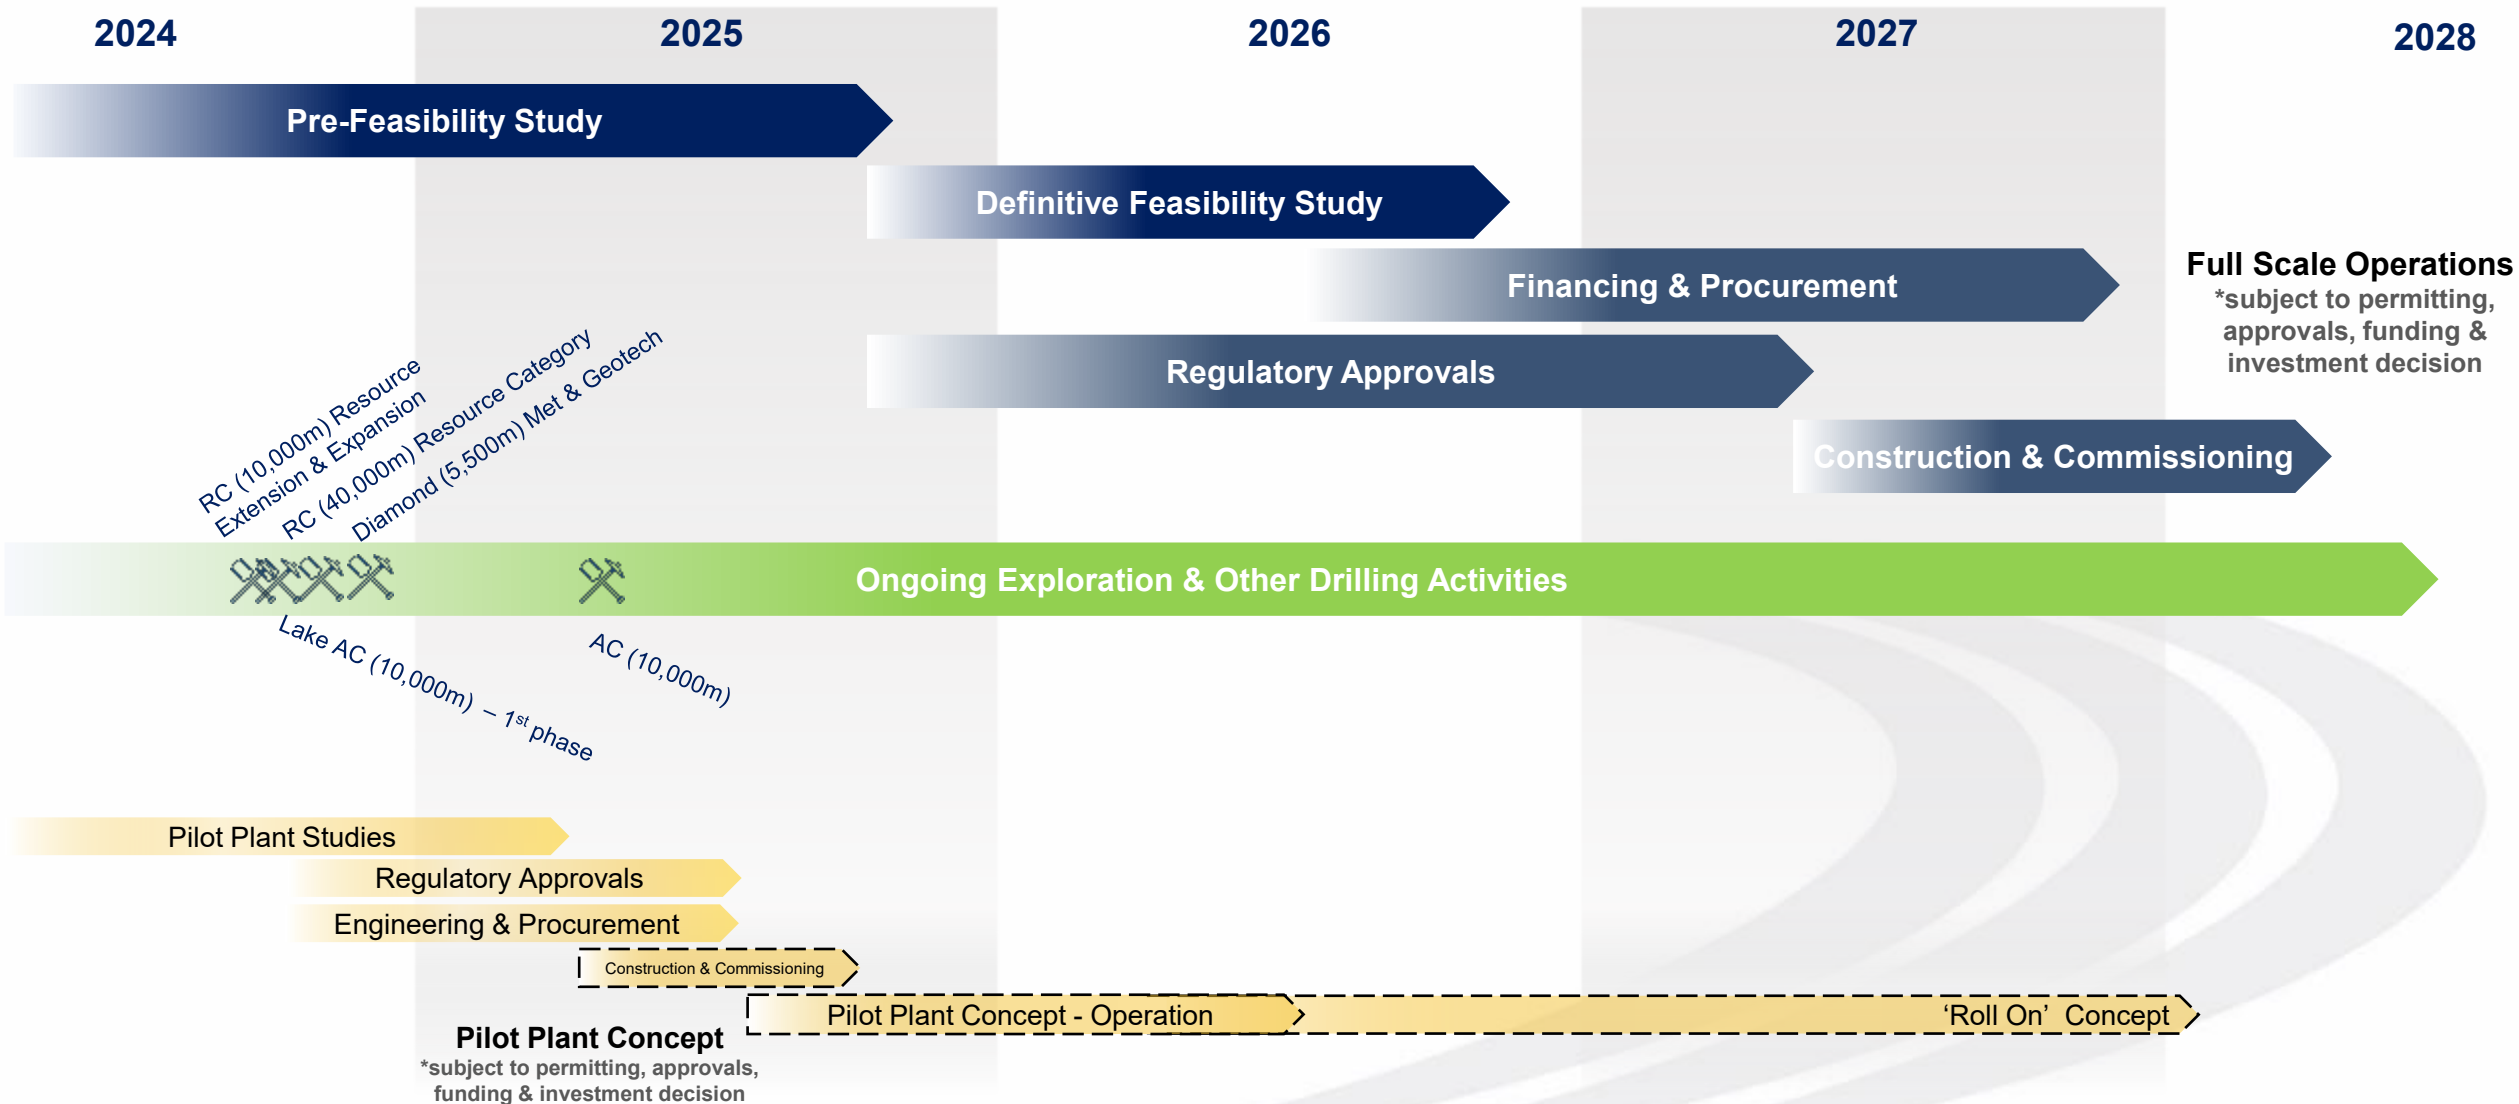 2024
2025
2026
2027
2028
Pre-Feasibility Study
Definitive Feasibility Study
Financing & Procurement
Full Scale Operations
*subject to permitting,
approvals, funding &
investment decision
Regulatory Approvals
Construction & Commissioning
RC (10,000m) Resource
Extension & Expansion
RC (40,000m) Resource Category
Diamond (5,500m) Met & Geotech
Ongoing Exploration & Other Drilling Activities
Lake AC (10,000m) – 1st phase
AC (10,000m)
Pilot Plant Studies
Regulatory Approvals
Engineering & Procurement
Construction & Commissioning
Pilot Plant Concept - Operation
‘Roll On’ Concept
Pilot Plant Concept
*subject to permitting, approvals,
funding & investment decision